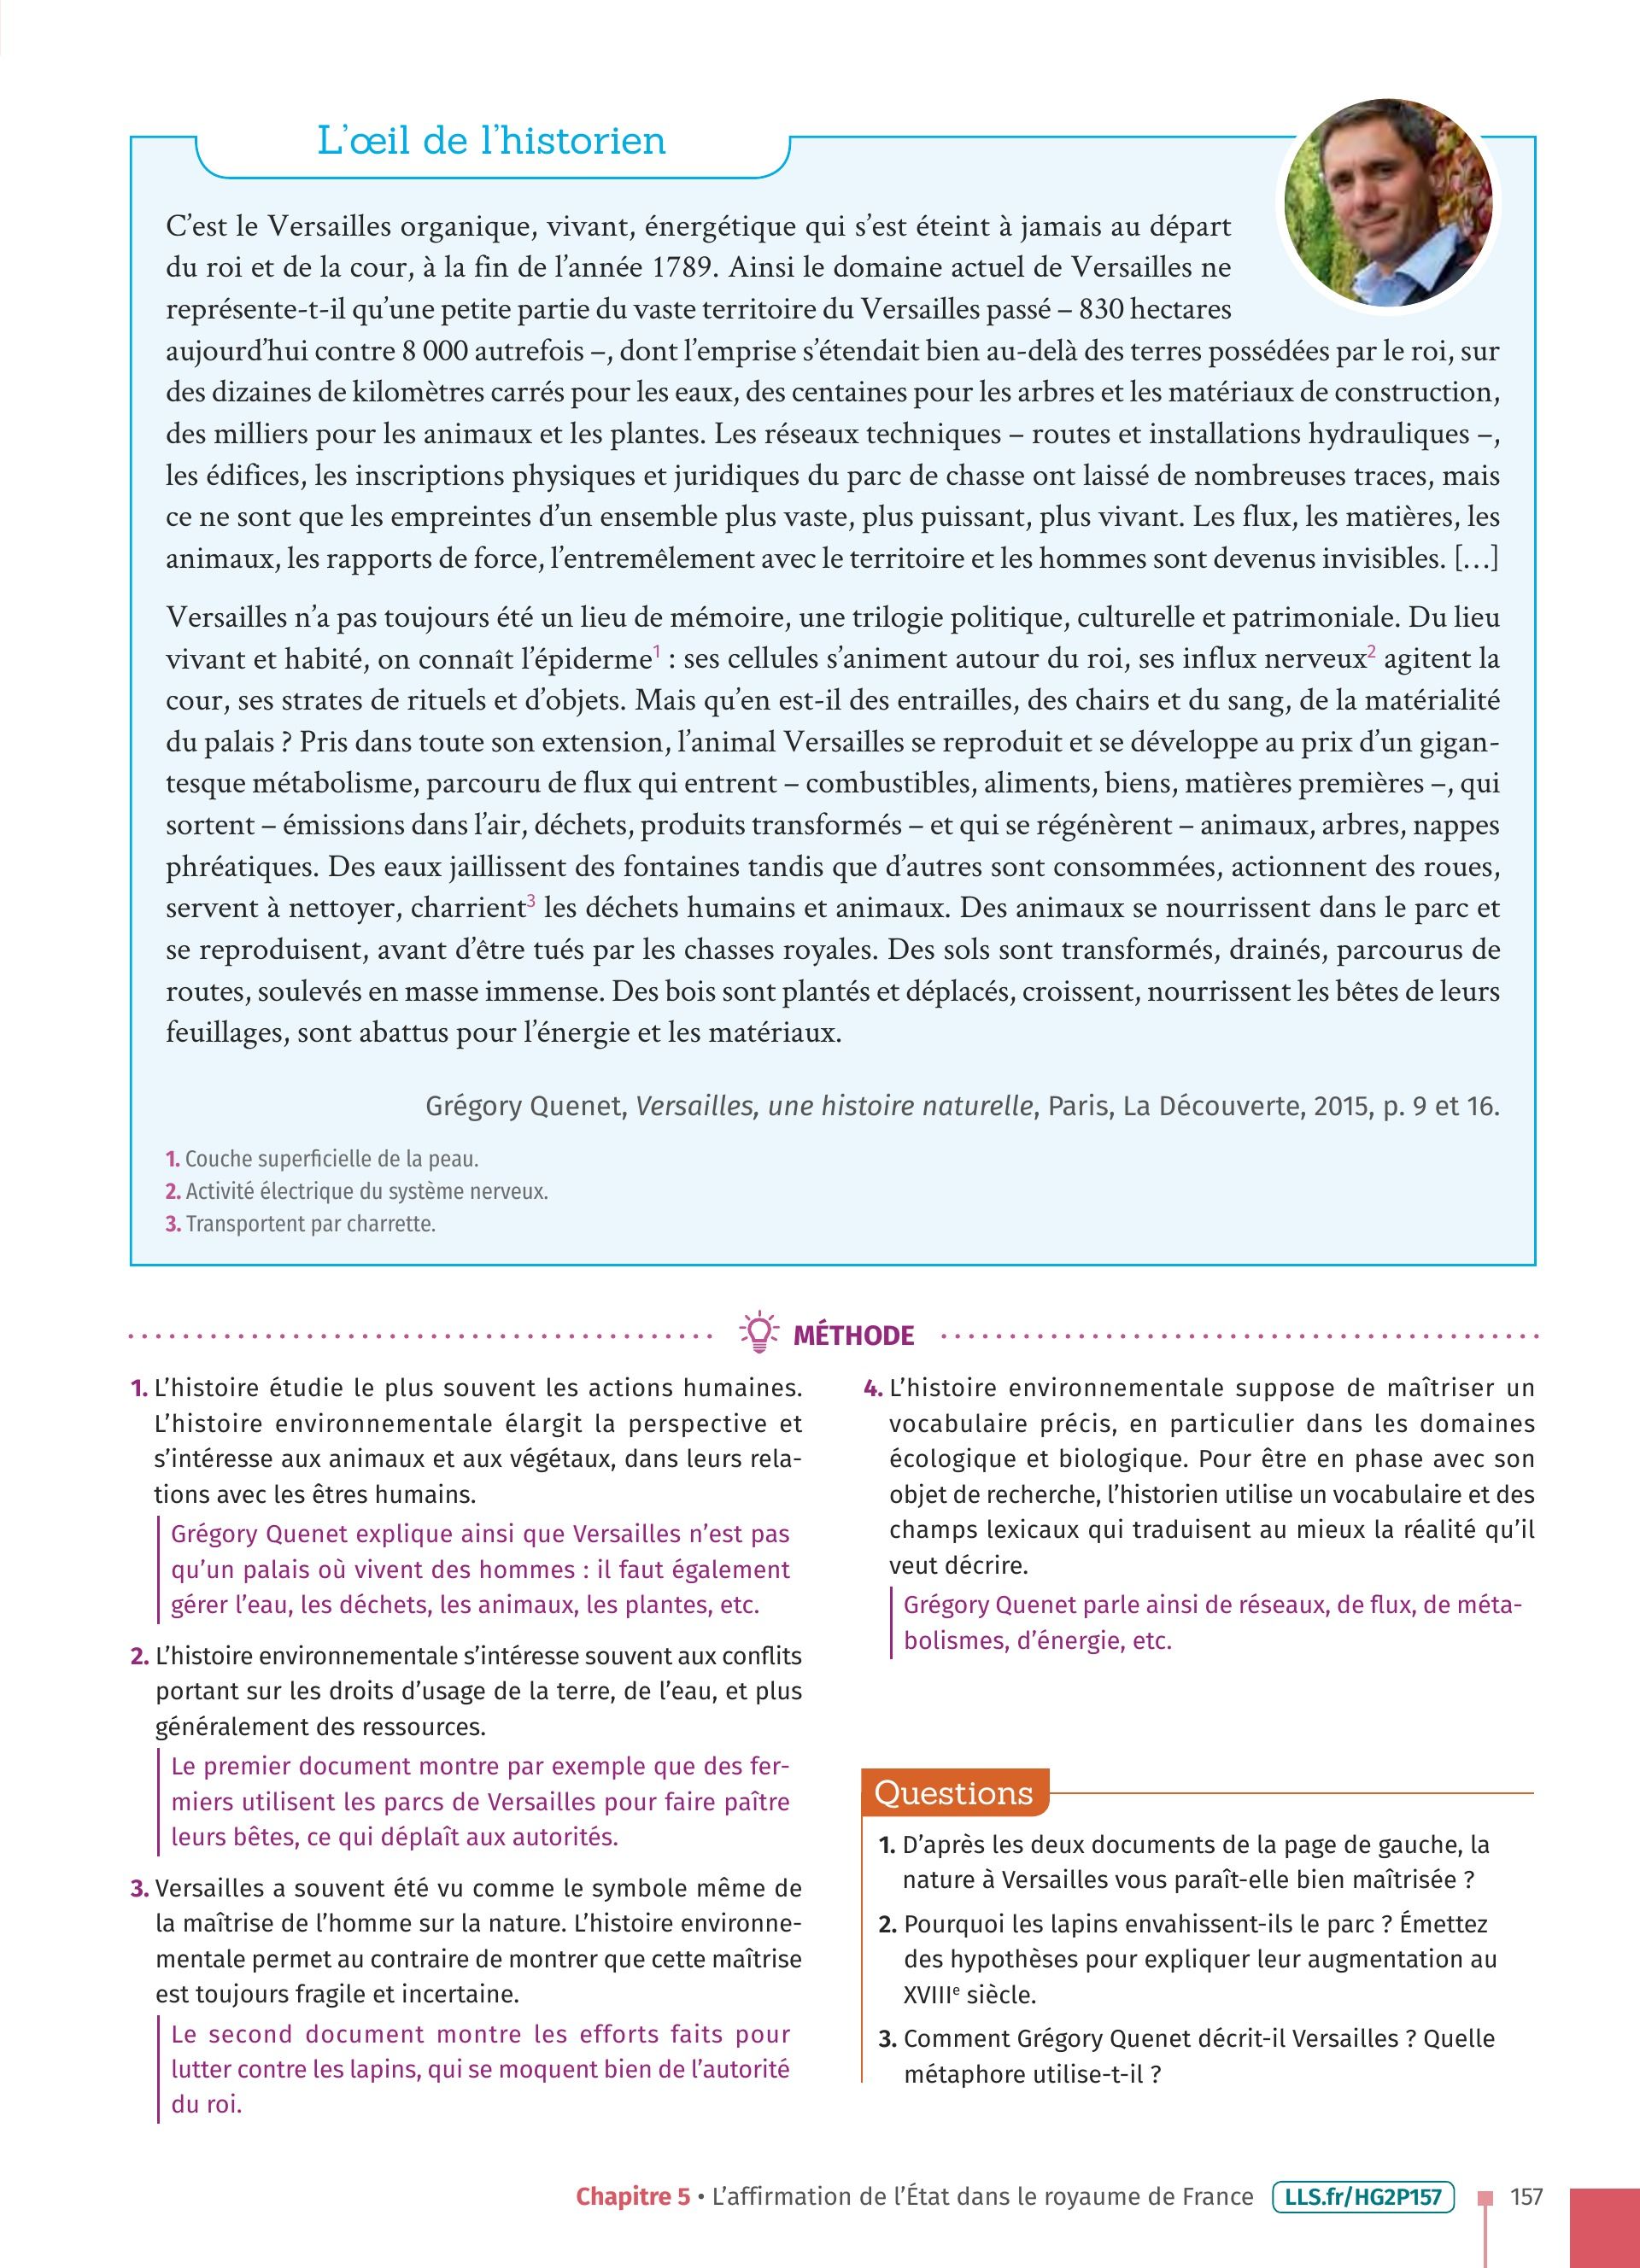 L'œil de l'historien
C'est le Versailles organique, vivant, énergétique qui s'est éteint à jamais au départ
du roi et de la cour, à la fin de l'année 1789. Ainsi le domaine actuel de Versailles ne
représente-t-il qu'une petite partie du vaste territoire du Versailles passé – 830 hectares
aujourd'hui contre 8 000 autrefois –, dont l'emprise s'étendait bien au-delà des terres possédées par le roi, sur
des dizaines de kilomètres carrés pour les eaux, des centaines pour les arbres et les matériaux de construction,
des milliers pour les animaux et les plantes. Les réseaux techniques – routes et installations hydrauliques –,
les édifices, les inscriptions physiques et juridiques du parc de chasse ont laissé de nombreuses traces, mais
ce ne sont que les empreintes d'un ensemble plus vaste, plus puissant, plus vivant. Les flux, les matières, les
animaux, les rapports de force, l'entremêlement avec le territoire et les hommes sont devenus invisibles. […]
Versailles n'a pas toujours été un lieu de mémoire, une trilogie politique, culturelle et patrimoniale. Du lieu
vivant et habité, on connaît l'épiderme¹ : ses cellules s'animent autour du roi, ses influx nerveux² agitent la
cour, ses strates de rituels et d'objets. Mais qu'en est-il des entrailles, des chairs et du sang, de la matérialité
du palais ? Pris dans toute son extension, l'animal Versailles se reproduit et se développe au prix d'un gigan-
tesque métabolisme, parcouru de flux qui entrent – combustibles, aliments, biens, matières premières –, qui
sortent – émissions dans l'air, déchets, produits transformés – et qui se régénèrent – animaux, arbres, nappes
phréatiques. Des eaux jaillissent des fontaines tandis que d'autres sont consommées, actionnent des roues,
servent à nettoyer, charrient³ les déchets humains et animaux. Des animaux se nourrissent dans le parc et
se reproduisent, avant d'être tués par les chasses royales. Des sols sont transformés, drainés, parcourus de
routes, soulevés en masse immense. Des bois sont plantés et déplacés, croissent, nourrissent les bêtes de leurs
feuillages, sont abattus pour l'énergie et les matériaux.
Grégory Quenet, Versailles, une histoire naturelle, Paris, La Découverte, 2015, p. 9 et 16.
1. Couche superficielle de la peau.
2. Activité électrique du système nerveux.
3. Transportent par charrette.
MÉTHODE
1. L'histoire étudie le plus souvent les actions humaines.
L'histoire environnementale élargit la perspective et
s'intéresse aux animaux et aux végétaux, dans leurs rela-
tions avec les êtres humains.
Grégory Quenet explique ainsi que Versailles n'est pas
qu'un palais où vivent des hommes : il faut également
gérer l'eau, les déchets, les animaux, les plantes, etc.
2. L'histoire environnementale s'intéresse souvent aux conflits
portant sur les droits d'usage de la terre, de l'eau, et plus
généralement des ressources.
Le premier document montre par exemple que des fer-
miers utilisent les parcs de Versailles pour faire paître
leurs bêtes, ce qui déplaît aux autorités.
3. Versailles a souvent été vu comme le symbole même de
la maîtrise de l'homme sur la nature. L'histoire environne-
mentale permet au contraire de montrer que cette maîtrise
est toujours fragile et incertaine.
Le second document montre les efforts faits pour
lutter contre les lapins, qui se moquent bien de l'autorité
du roi.
4. L'histoire environnementale suppose de maîtriser un
vocabulaire précis, en particulier dans les domaines
écologique et biologique. Pour être en phase avec son
objet de recherche, l'historien utilise un vocabulaire et des
champs lexicaux qui traduisent au mieux la réalité qu'il
veut décrire.
Grégory Quenet parle ainsi de réseaux, de flux, de méta-
bolismes, d'énergie, etc.
Questions
1. D'après les deux documents de la page de gauche, la
nature à Versailles vous paraît-elle bien maîtrisée ?
2. Pourquoi les lapins envahissent-ils le parc ? Émettez
des hypothèses pour expliquer leur augmentation au
XVIIIᵉ siècle.
3. Comment Grégory Quenet décrit-il Versailles ? Quelle
métaphore utilise-t-il ?
Chapitre 5 • L'affirmation de l'État dans le royaume de France LLS.fr/HG2P157 157